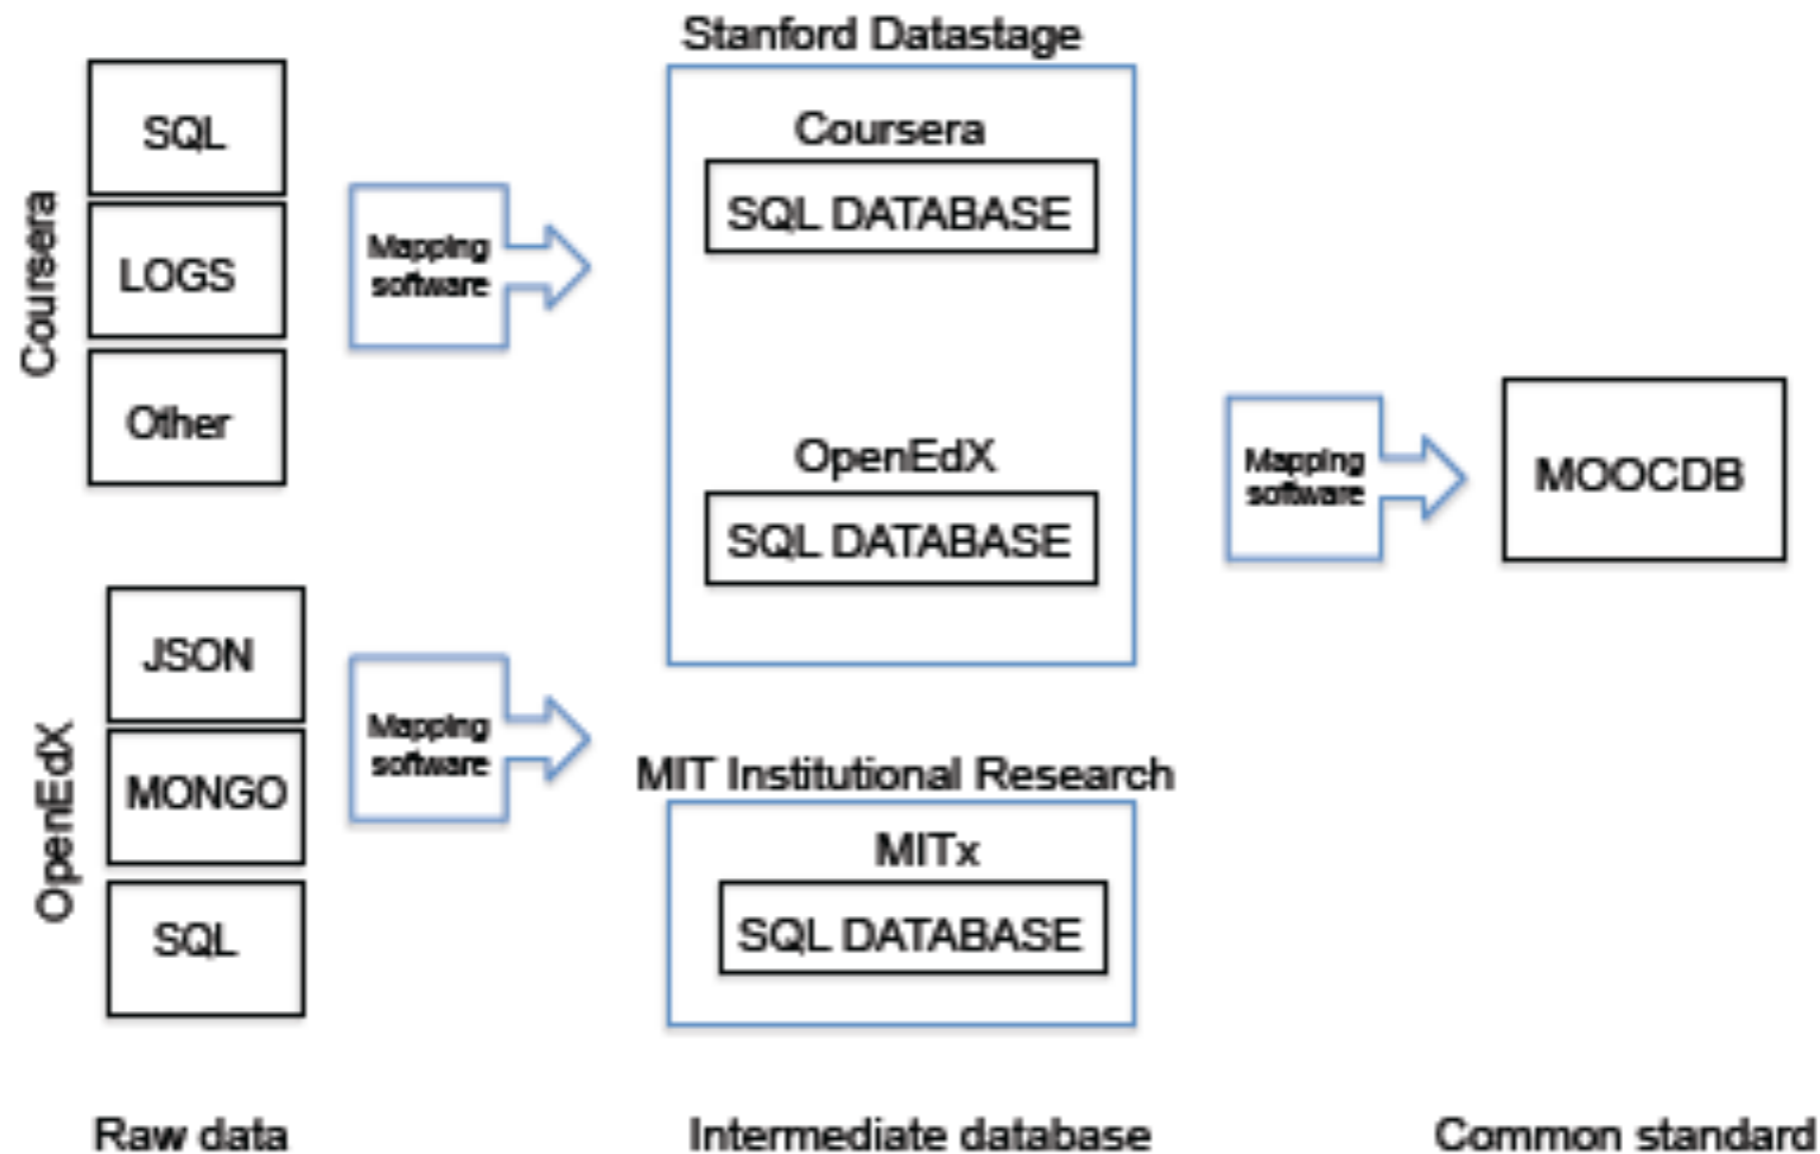 Stanford Datastage
Coursera
SQL
LOGS
Other
Mapping
software
Coursera
SQL DATABASE
OpenEdX
SQL DATABASE
Mapping
software
MOOCDB
OpenEdX
JSON
MONGO
SQL
Mapping
software
MIT Institutional Research
MITx
SQL DATABASE
Raw data
Intermediate database
Common standard